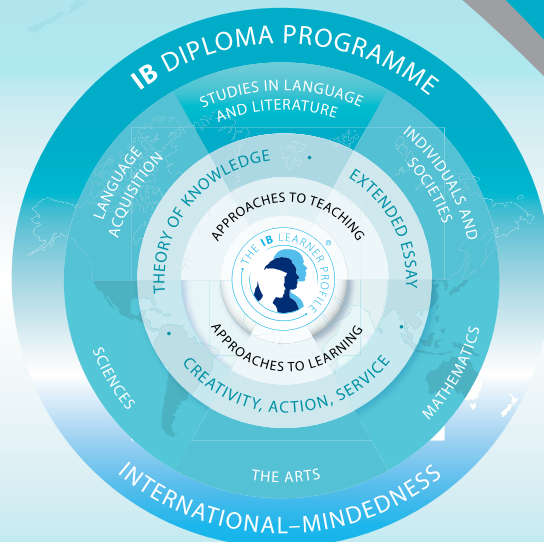 IB DIPLOMA PROGRAMME
STUDIES IN LANGUAGE
AND LITERATURE
LANGUAGE
ACQUISITION
INDIVIDUALS AND
SOCIETIES
THEORY OF KNOWLEDGE
EXTENDED ESSAY
APPROACHES TO TEACHING
THE IB LEARNER PROFILE ®
APPROACHES TO LEARNING
CREATIVITY, ACTION, SERVICE
SCIENCES
MATHEMATICS
THE ARTS
INTERNATIONAL–MINDEDNESS